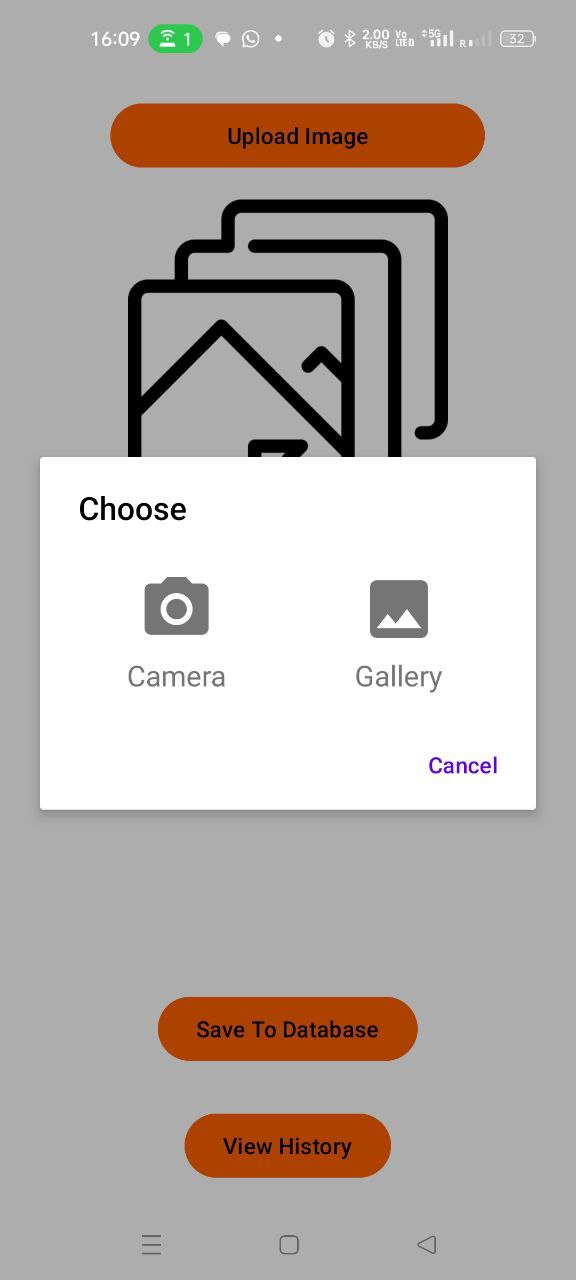 16:09 1 2.00 KB/S Vo LTE 5G R 32
Upload Image
Choose
Camera Gallery
Cancel
Save To Database
View History